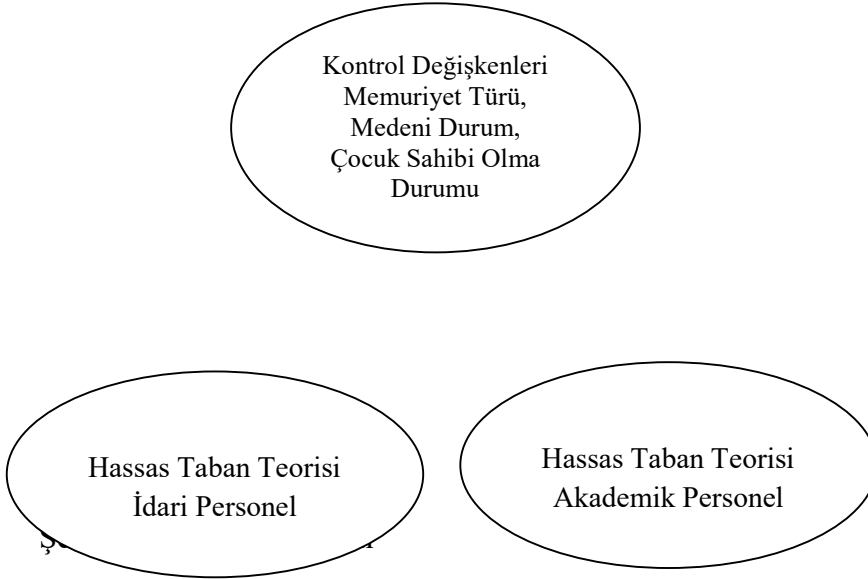 Kontrol Değişkenleri
Memuriyet Türü,
Medeni Durum,
Çocuk Sahibi Olma
Durumu
Hassas Taban Teorisi
İdari Personel
Hassas Taban Teorisi
Akademik Personel